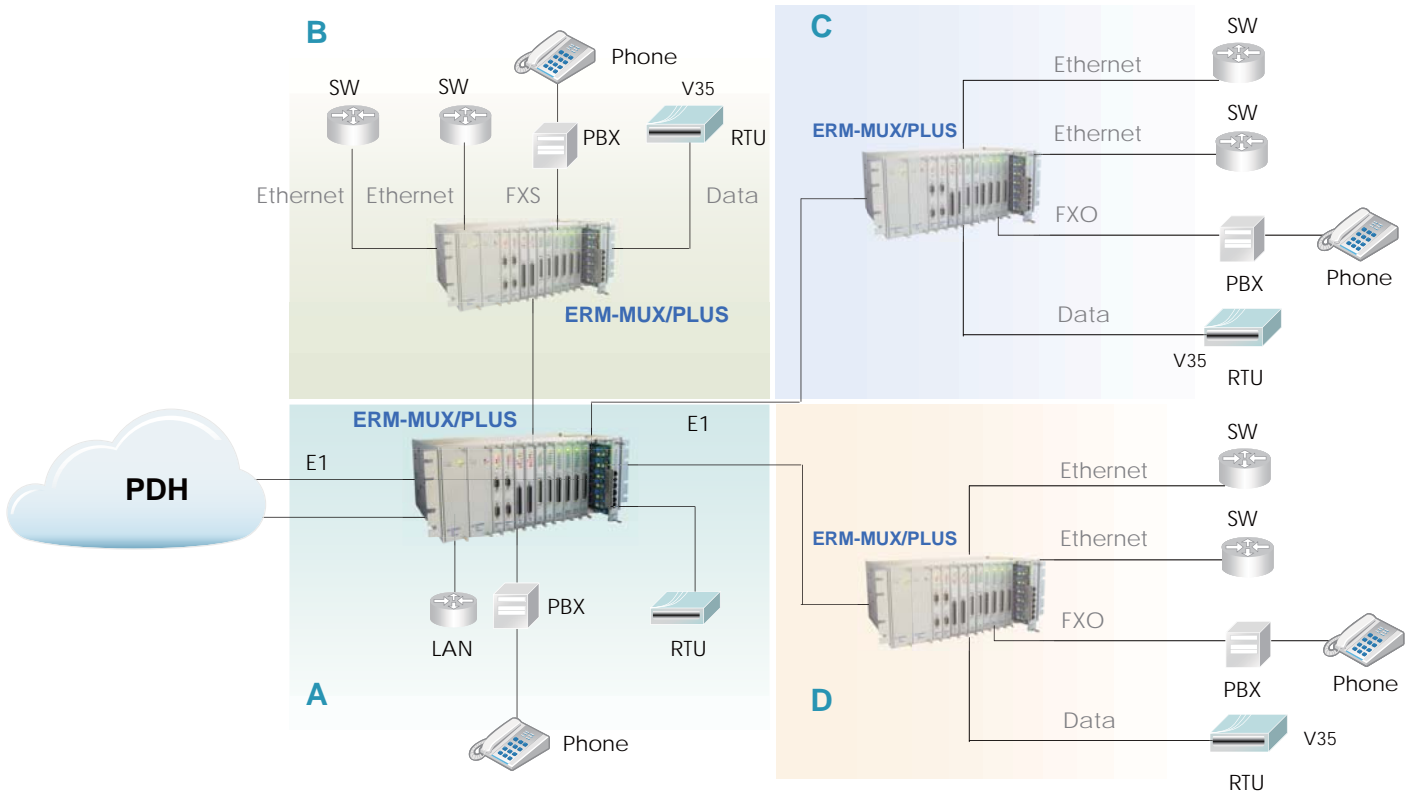 B
Phone
SW
SW
V35
PBX
RTU
Ethernet
Ethernet
FXS
Data
ERM-MUX/PLUS
C
SW
Ethernet
SW
Ethernet
ERM-MUX/PLUS
FXO
PBX
Phone
Data
V35
RTU
ERM-MUX/PLUS
E1
E1
PDH
LAN
PBX
RTU
A
Phone
SW
Ethernet
SW
Ethernet
ERM-MUX/PLUS
FXO
PBX
Phone
D
Data
V35
RTU